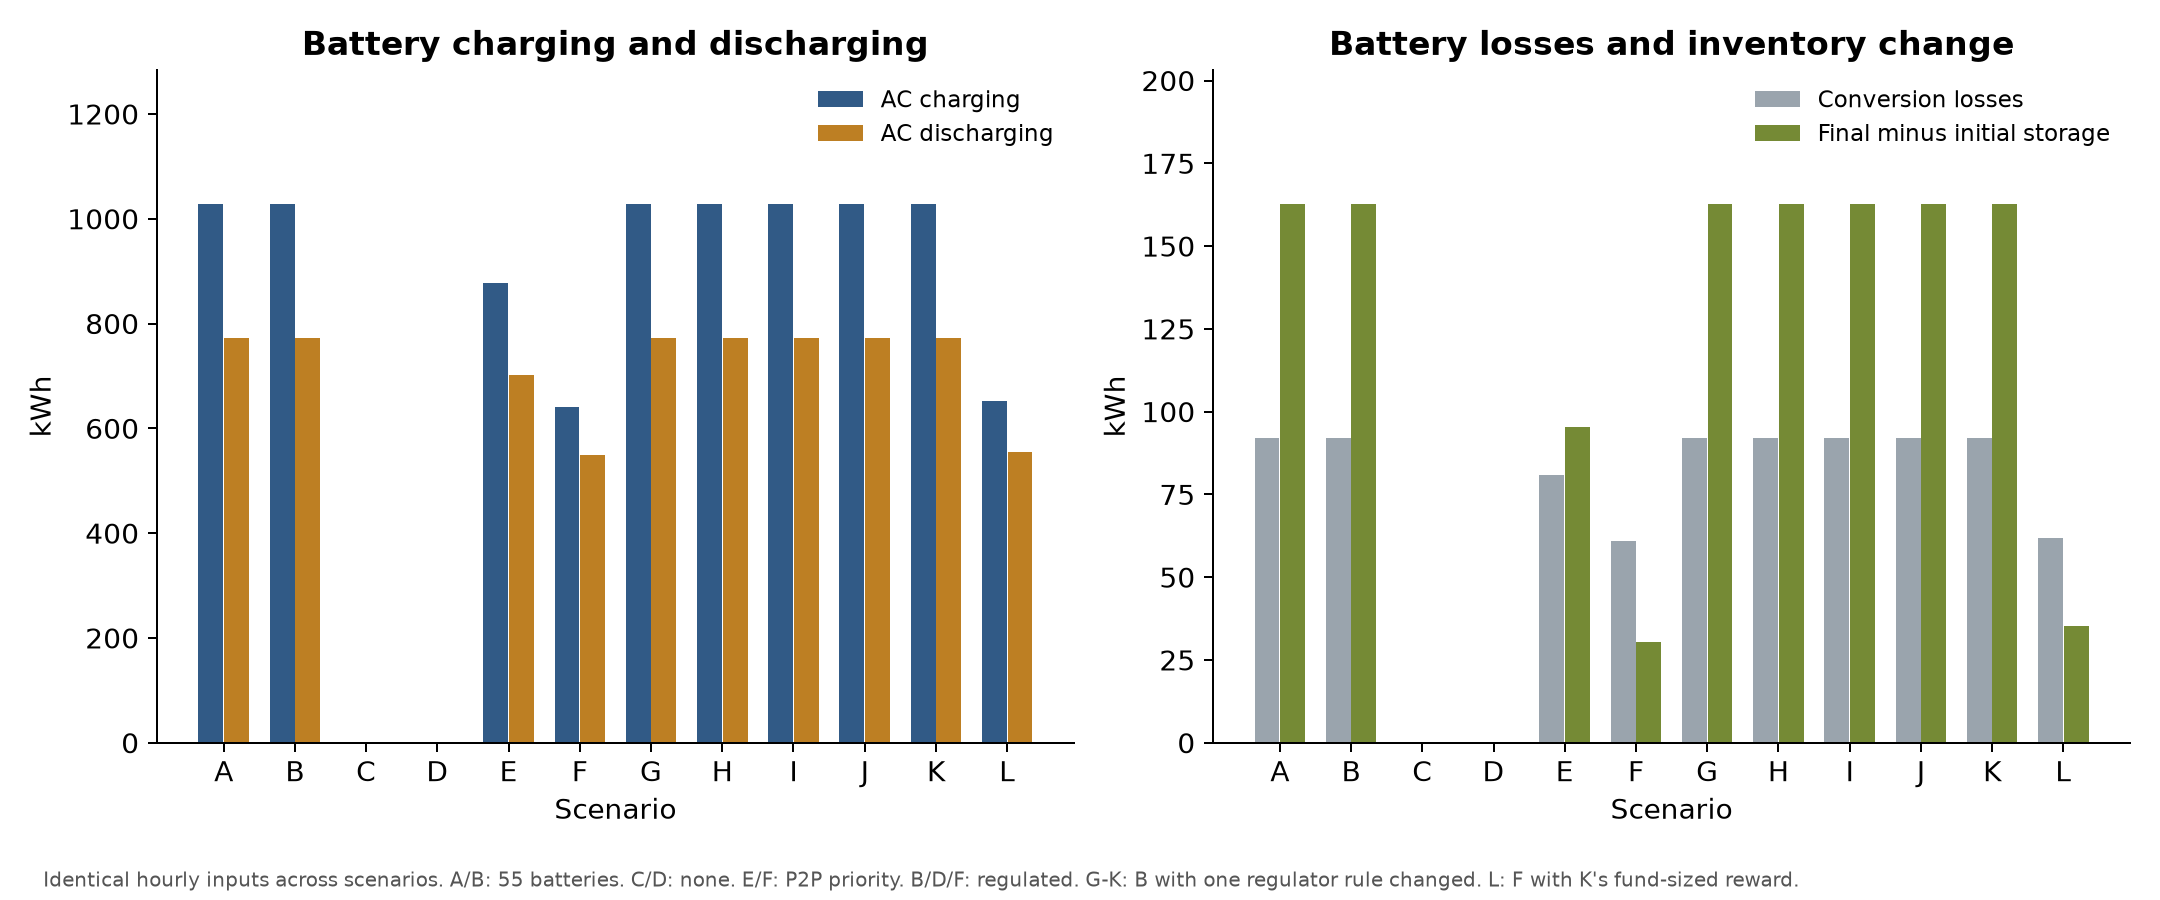 Battery charging and discharging
AC charging
AC discharging
1200
1000
800
600
400
200
0
kWh
A B C D E F G H I J K L
Scenario
Battery losses and inventory change
Conversion losses
Final minus initial storage
200
175
150
125
100
75
50
25
0
kWh
A B C D E F G H I J K L
Scenario
Identical hourly inputs across scenarios. A/B: 55 batteries. C/D: none. E/F: P2P priority. B/D/F: regulated. G-K: B with one regulator rule changed. L: F with K's fund-sized reward.